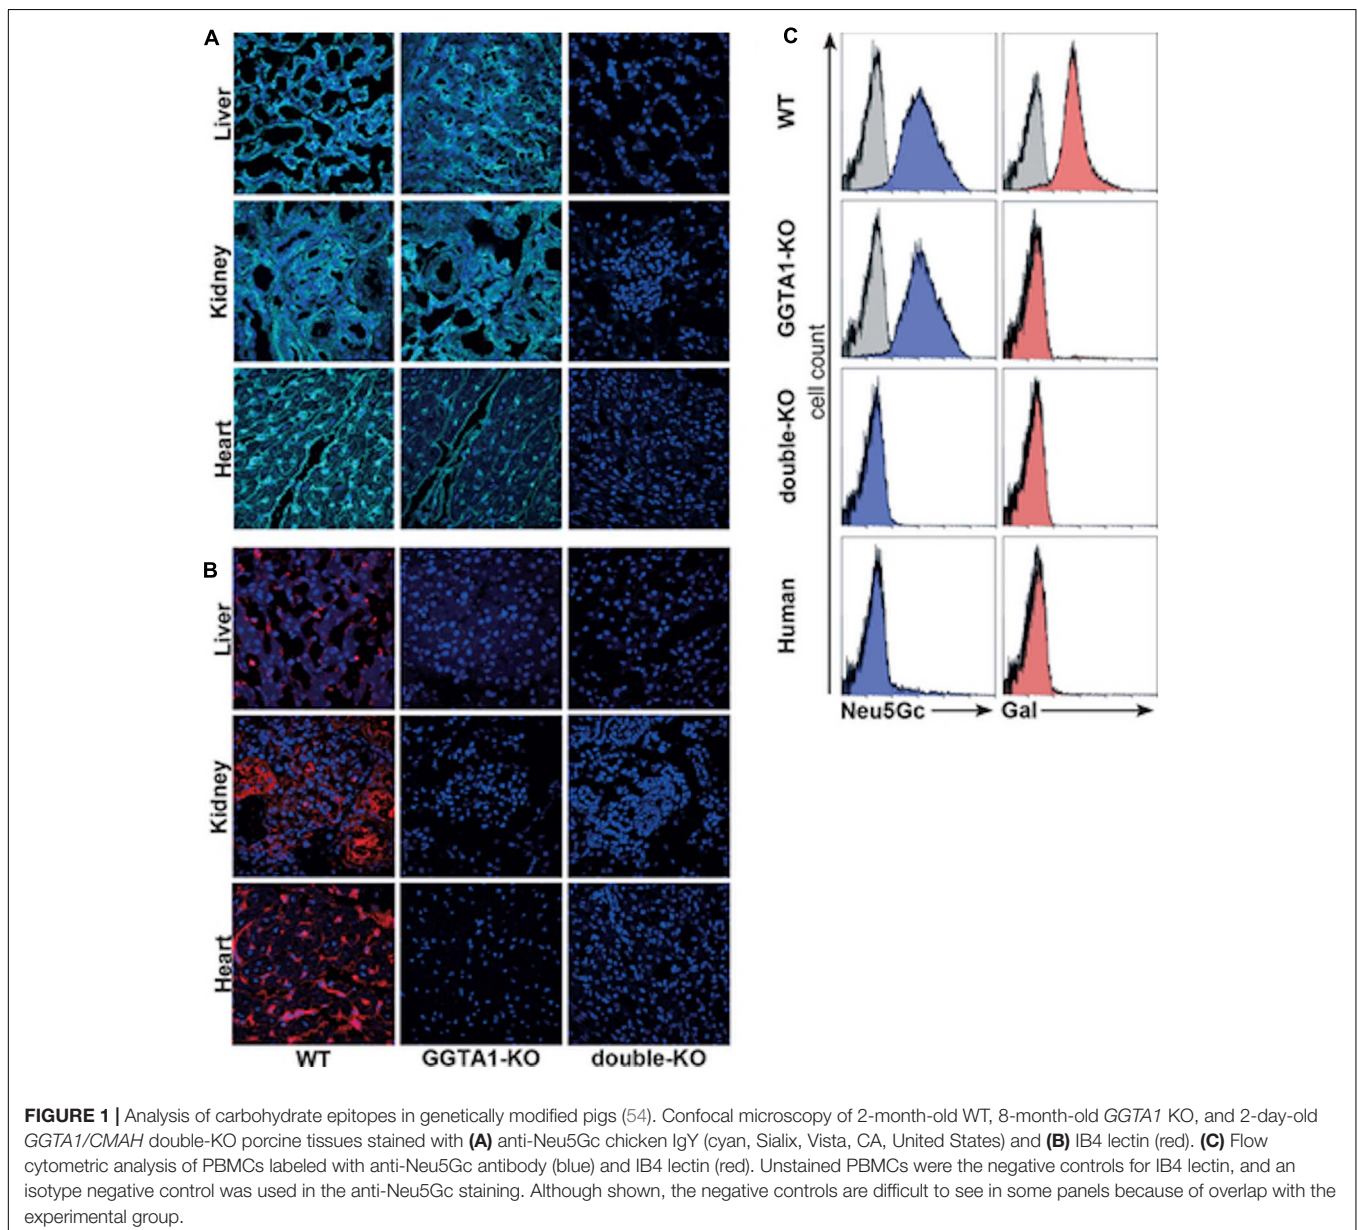 A
Liver
Kidney
Heart
B
Liver
Kidney
Heart
WT
GGTA1-KO
double-KO
C
WT
GGTA1-KO
double-KO
Human
cell count
Neu5Gc
Gal
FIGURE 1 | Analysis of carbohydrate epitopes in genetically modified pigs (54). Confocal microscopy of 2-month-old WT, 8-month-old GGTA1 KO, and 2-day-old
GGTA1/CMAH double-KO porcine tissues stained with (A) anti-Neu5Gc chicken IgY (cyan, Sialix, Vista, CA, United States) and (B) IB4 lectin (red). (C) Flow
cytometric analysis of PBMCs labeled with anti-Neu5Gc antibody (blue) and IB4 lectin (red). Unstained PBMCs were the negative controls for IB4 lectin, and an
isotype negative control was used in the anti-Neu5Gc staining. Although shown, the negative controls are difficult to see in some panels because of overlap with the
experimental group.